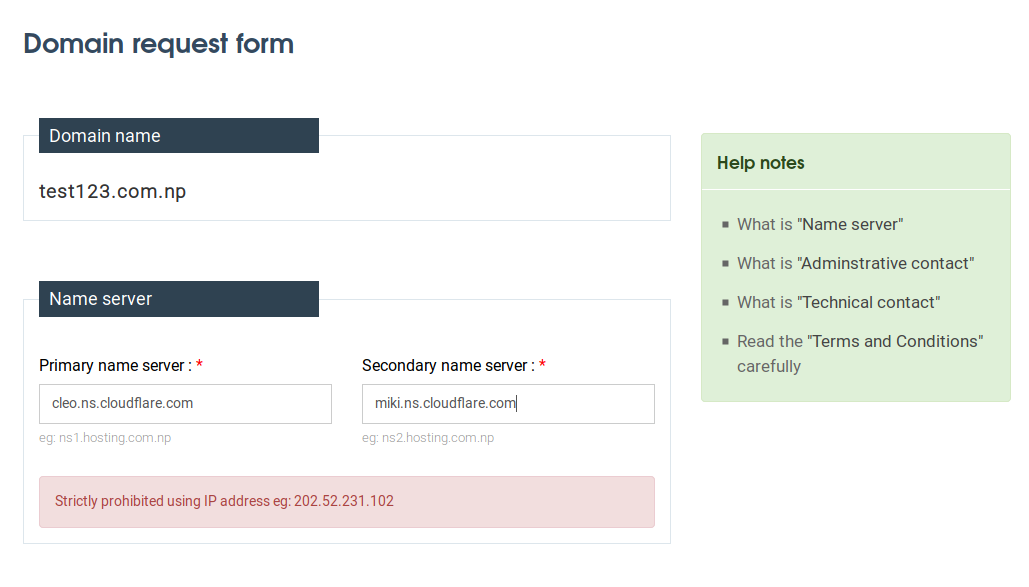 Domain request form
Domain name
test123.com.np
Name server
Primary name server : *
Secondary name server : *
cleo.ns.cloudflare.com
miki.ns.cloudflare.com
eg: ns1.hosting.com.np
eg: ns2.hosting.com.np
Strictly prohibited using IP address eg: 202.52.231.102
Help notes
What is "Name server"
What is "Adminstrative contact"
What is "Technical contact"
Read the "Terms and Conditions"
carefully